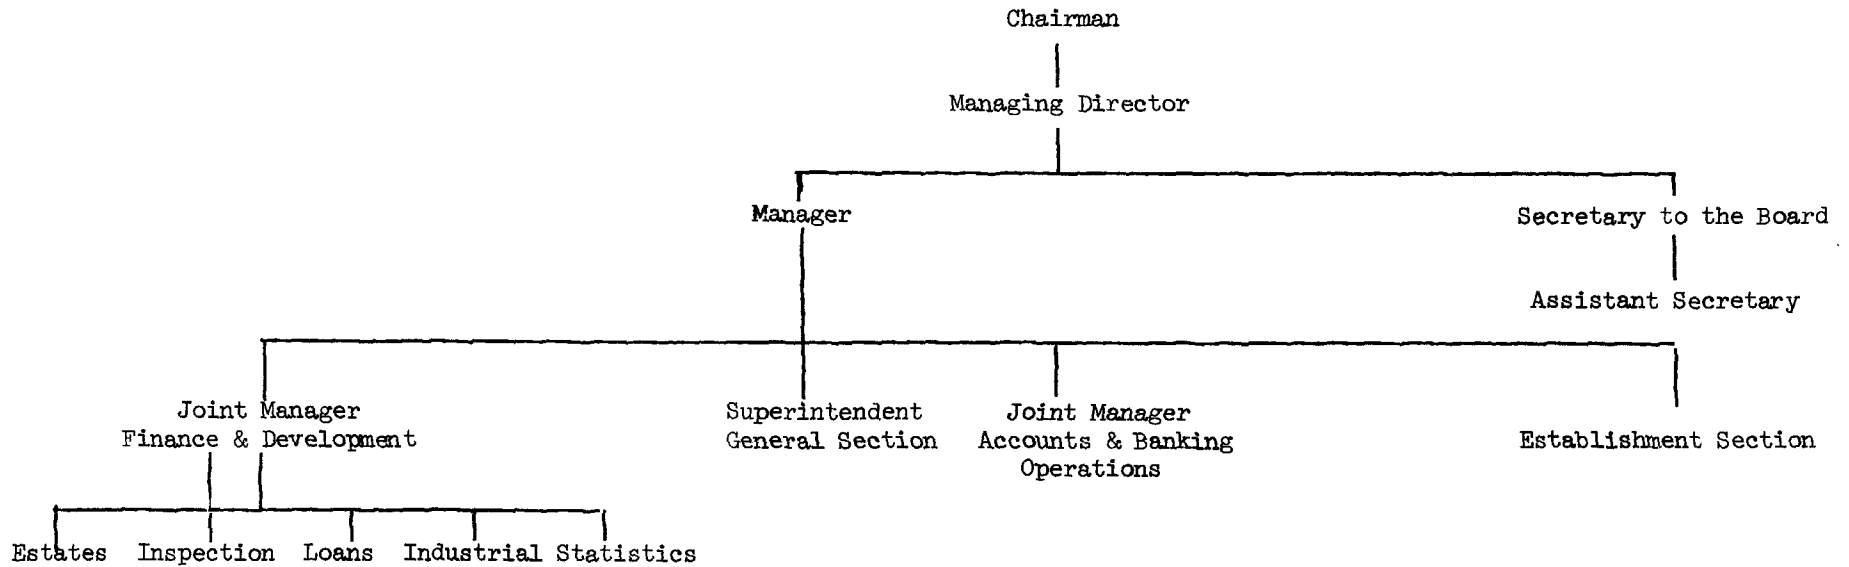 Chairman
Managing Director
Manager
Secretary to the Board
Assistant Secretary
Joint Manager
Finance & Development
Superintendent
General Section
Joint Manager
Accounts & Banking
Operations
Establishment Section
Estates
Inspection
Loans
Industrial
Statistics